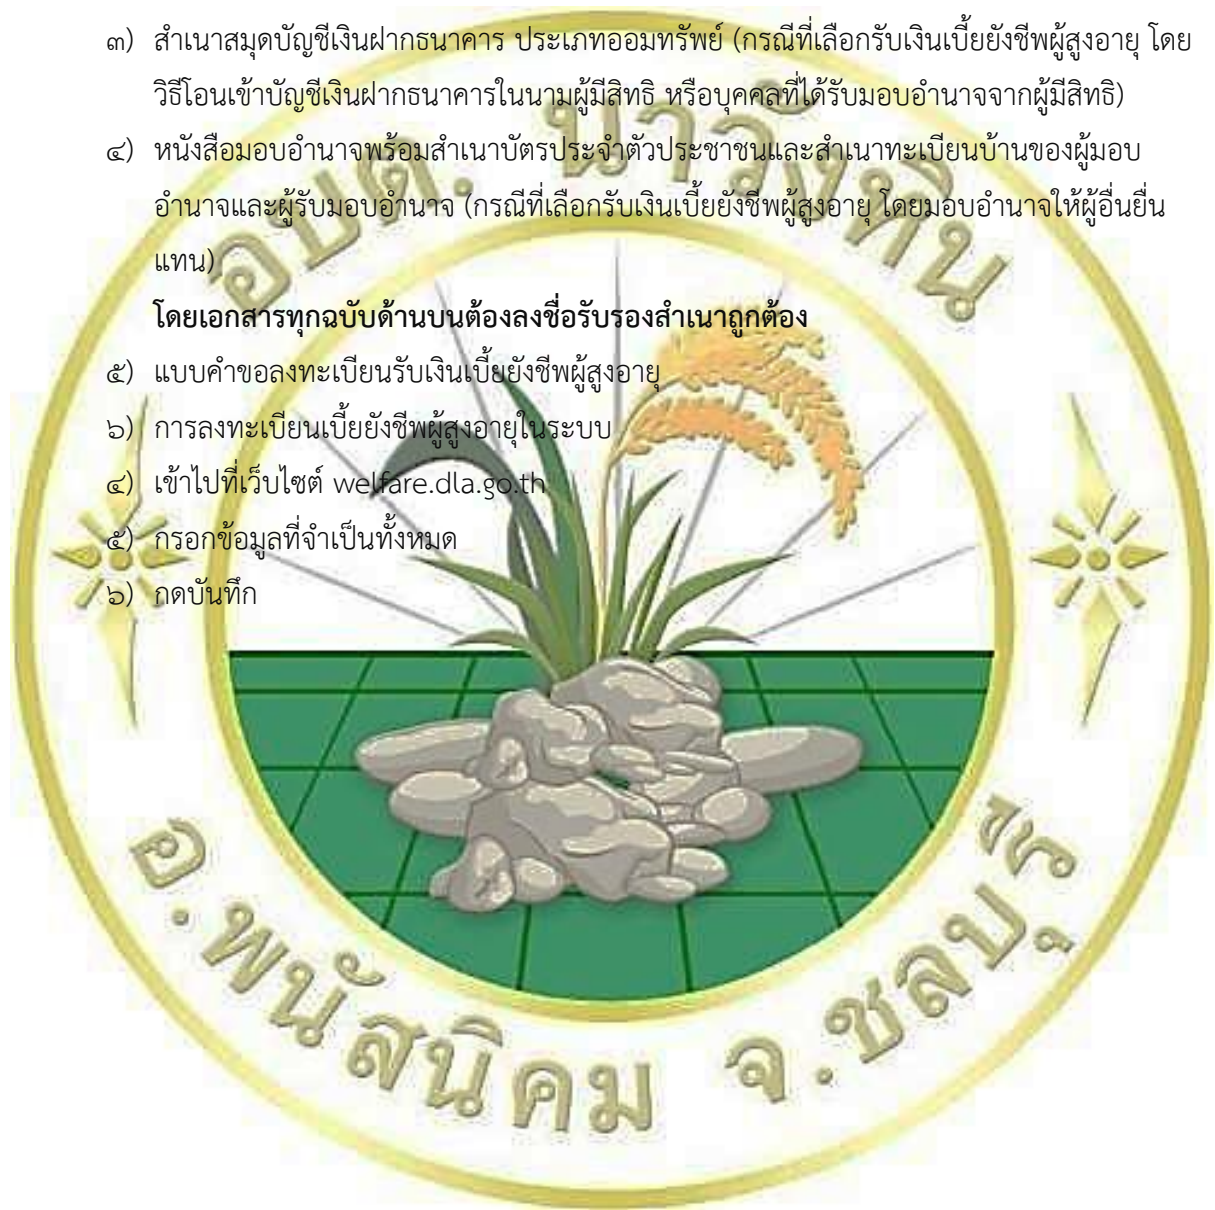 ๓) สำเนาสมุดบัญชีเงินฝากธนาคาร ประเภทออมทรัพย์ (กรณีที่เลือกรับเงินเบี้ยยังชีพผู้สูงอายุ โดย
วิธีโอนเข้าบัญชีเงินฝากธนาคารในนามผู้มีสิทธิ หรือบุคคลที่ได้รับมอบอำนาจจากผู้มีสิทธิ)
๔) หนังสือมอบอำนาจพร้อมสำเนาบัตรประจำตัวประชาชนและสำเนาทะเบียนบ้านของผู้มอบ
อำนาจและผู้รับมอบอำนาจ (กรณีที่เลือกรับเงินเบี้ยยังชีพผู้สูงอายุ โดยมอบอำนาจให้ผู้อื่นยื่น
แทน)
โดยเอกสารทุกฉบับด้านบนต้องลงชื่อรับรองสำเนาถูกต้อง
๕) แบบคำขอลงทะเบียนรับเงินเบี้ยยังชีพผู้สูงอายุ
๖) การลงทะเบียนเบี้ยยังชีพผู้สูงอายุในระบบ
๔) เข้าไปที่เว็บไซต์ welfare.dla.go.th
๕) กรอกข้อมูลที่จำเป็นทั้งหมด
๖) กดบันทึก
อบต. นาวังหิน
อ.พนัสนิคม จ.ชลบุรี